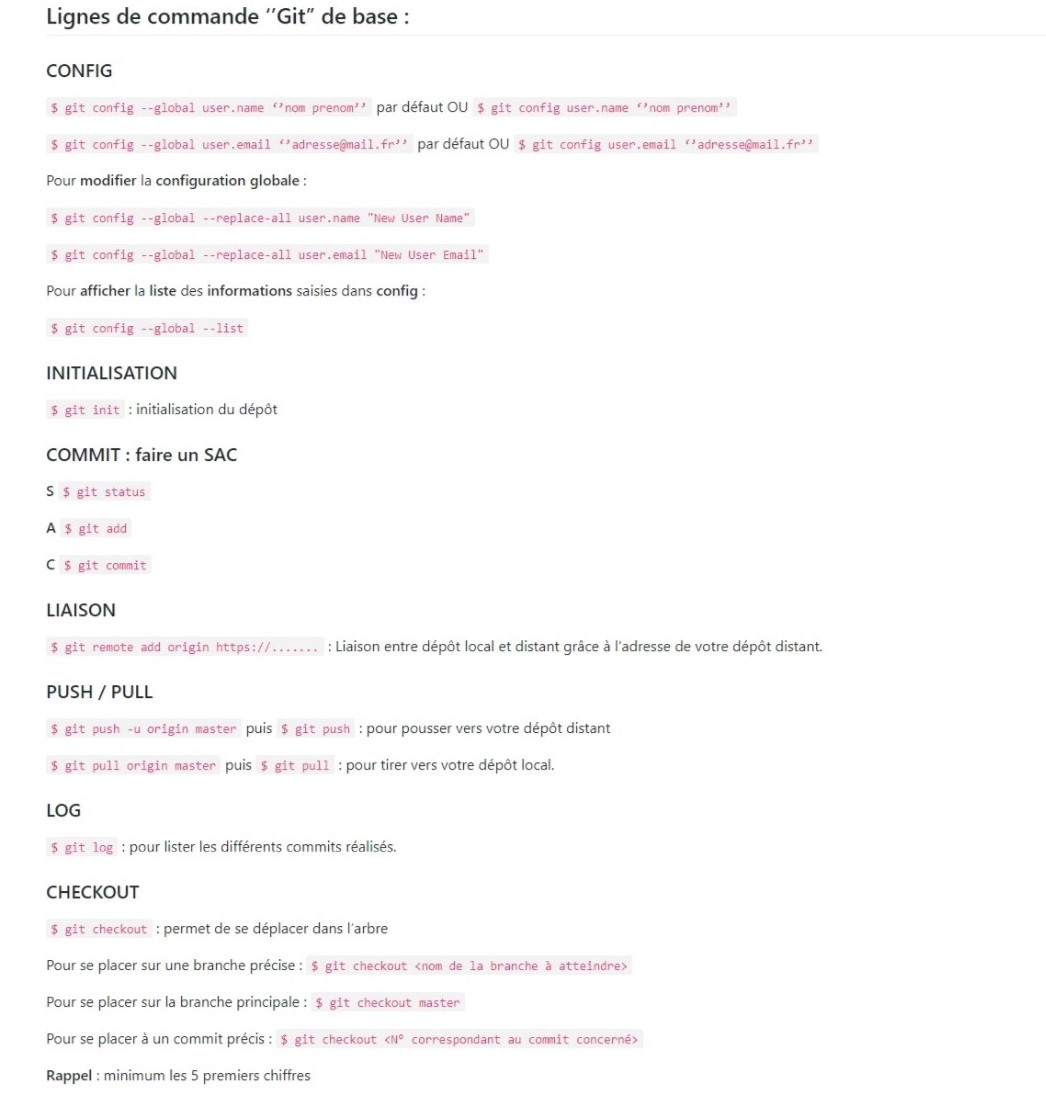 Lignes de commande ‘’Git” de base :
CONFIG
$ git config --global user.name ‘’nom prenom’’ par défaut OU $ git config user.name ‘’nom prenom’’
$ git config --global user.email ‘’adresse@mail.fr’’ par défaut OU $ git config user.email ‘’adresse@mail.fr’’
Pour modifier la configuration globale :
$ git config --global --replace-all user.name "New User Name"
$ git config --global --replace-all user.email "New User Email"
Pour afficher la liste des informations saisies dans config :
$ git config --global --list
INITIALISATION
$ git init : initialisation du dépôt
COMMIT : faire un SAC
S $ git status
A $ git add
C $ git commit
LIAISON
$ git remote add origin https://....... : Liaison entre dépôt local et distant grâce à l'adresse de votre dépôt distant.
PUSH / PULL
$ git push -u origin master puis $ git push : pour pousser vers votre dépôt distant
$ git pull origin master puis $ git pull : pour tirer vers votre dépôt local.
LOG
$ git log : pour lister les différents commits réalisés.
CHECKOUT
$ git checkout : permet de se déplacer dans l'arbre
Pour se placer sur une branche précise : $ git checkout <nom de la branche à atteindre>
Pour se placer sur la branche principale : $ git checkout master
Pour se placer à un commit précis : $ git checkout <N° correspondant au commit concerné>
Rappel : minimum les 5 premiers chiffres